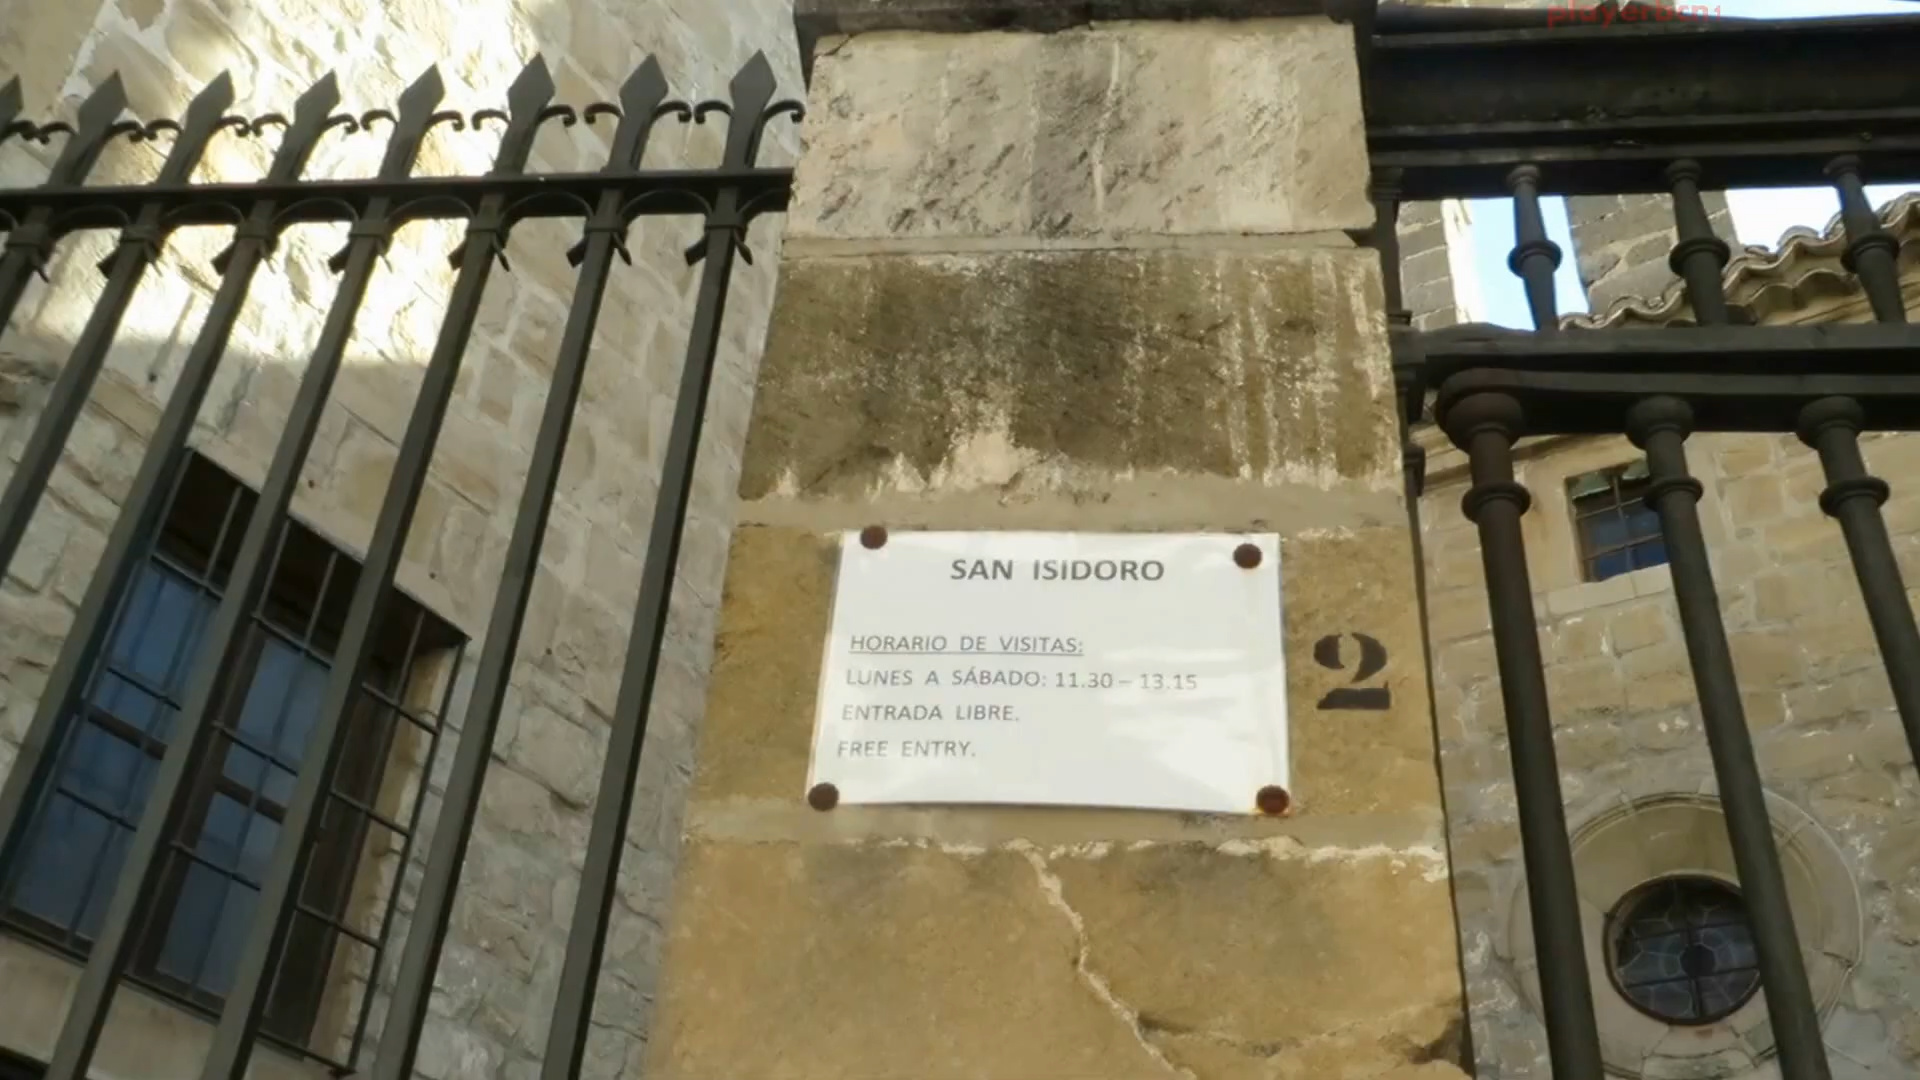 playerbcn1
SAN ISIDORO
HORARIO DE VISITAS:
LUNES A SÁBADO: 11.30 – 13.15
ENTRADA LIBRE.
FREE ENTRY.
2